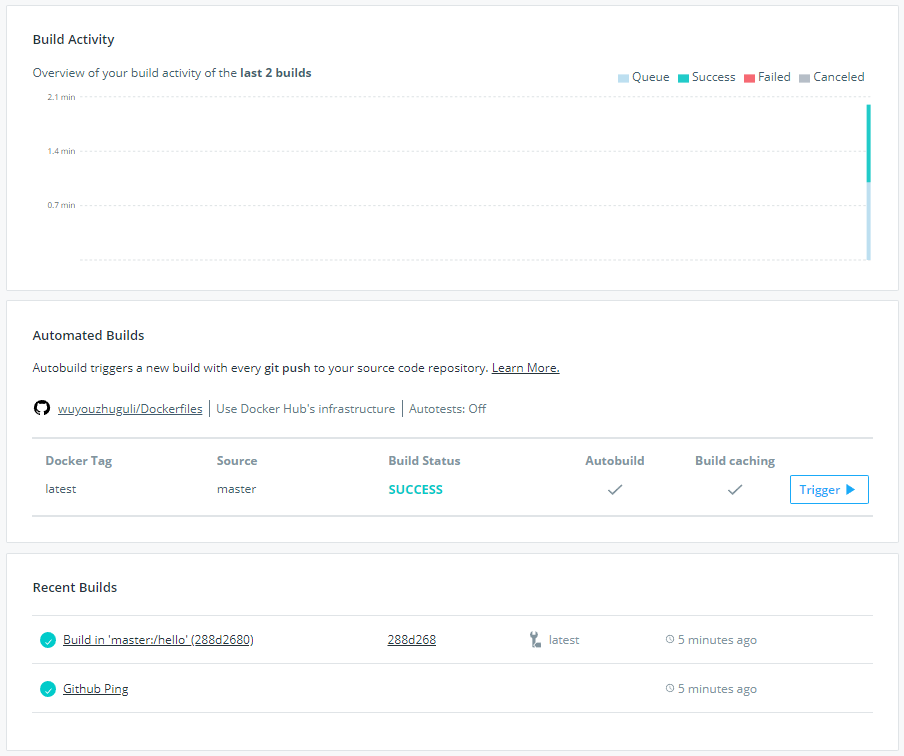 Build Activity
Overview of your build activity of the last 2 builds
Queue Success Failed Canceled
2.1 min
1.4 min
0.7 min
Automated Builds
Autobuild triggers a new build with every git push to your source code repository. Learn More.
wuyouzhuguli/Dockerfiles Use Docker Hub's infrastructure Autotests: Off
Docker Tag Source Build Status Autobuild Build caching
latest master SUCCESS Trigger
Recent Builds
Build in 'master:/hello' (288d2680) 288d268 latest 5 minutes ago
Github Ping 5 minutes ago